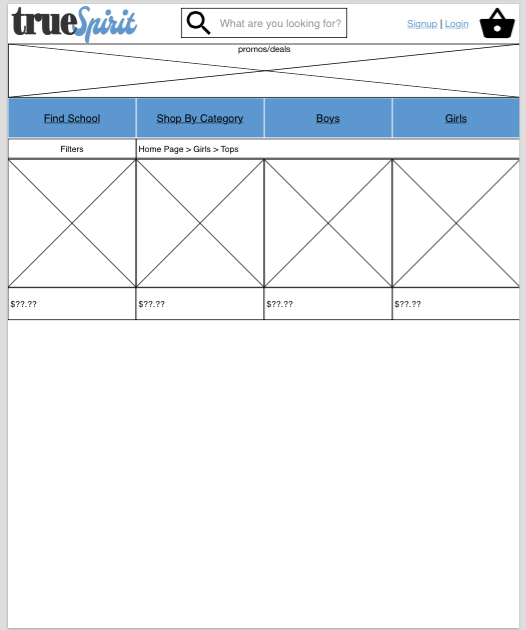 trueSpirit
What are you looking for?
Signup | Login
promos/deals
Find School
Shop By Category
Boys
Girls
Filters
Home Page > Girls > Tops
$??.??
$??.??
$??.??
$??.??